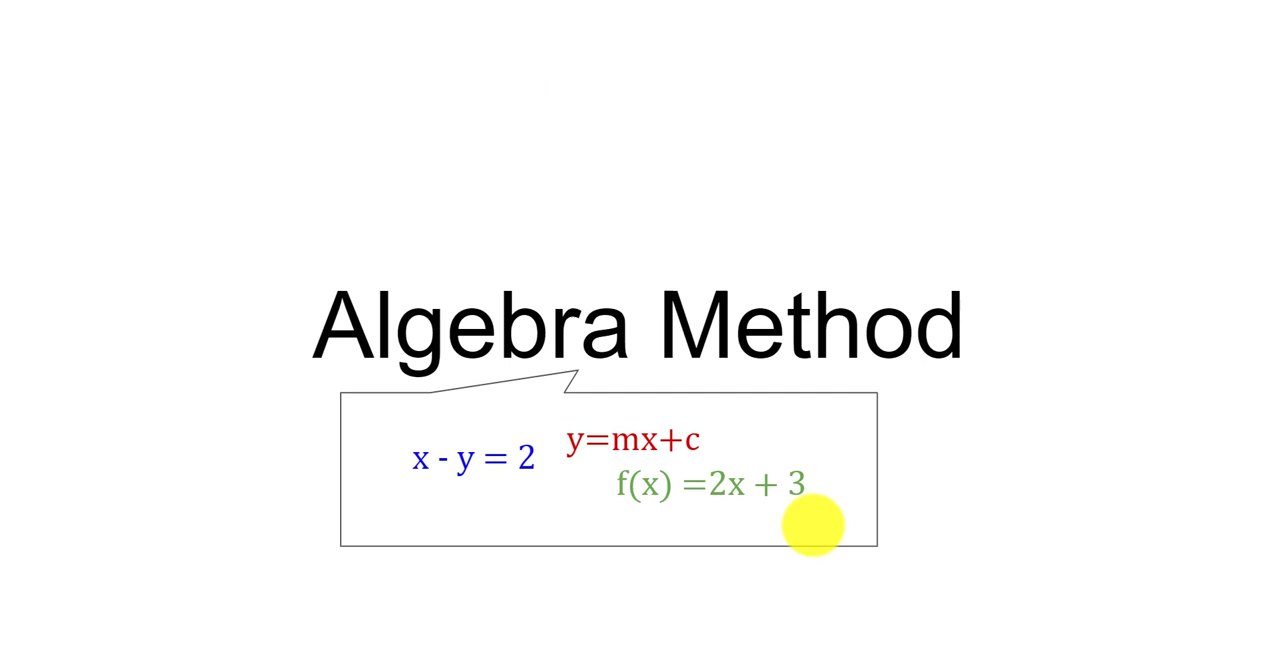 Algebra Method
x - y = 2
y=mx+c
f(x) =2x + 3